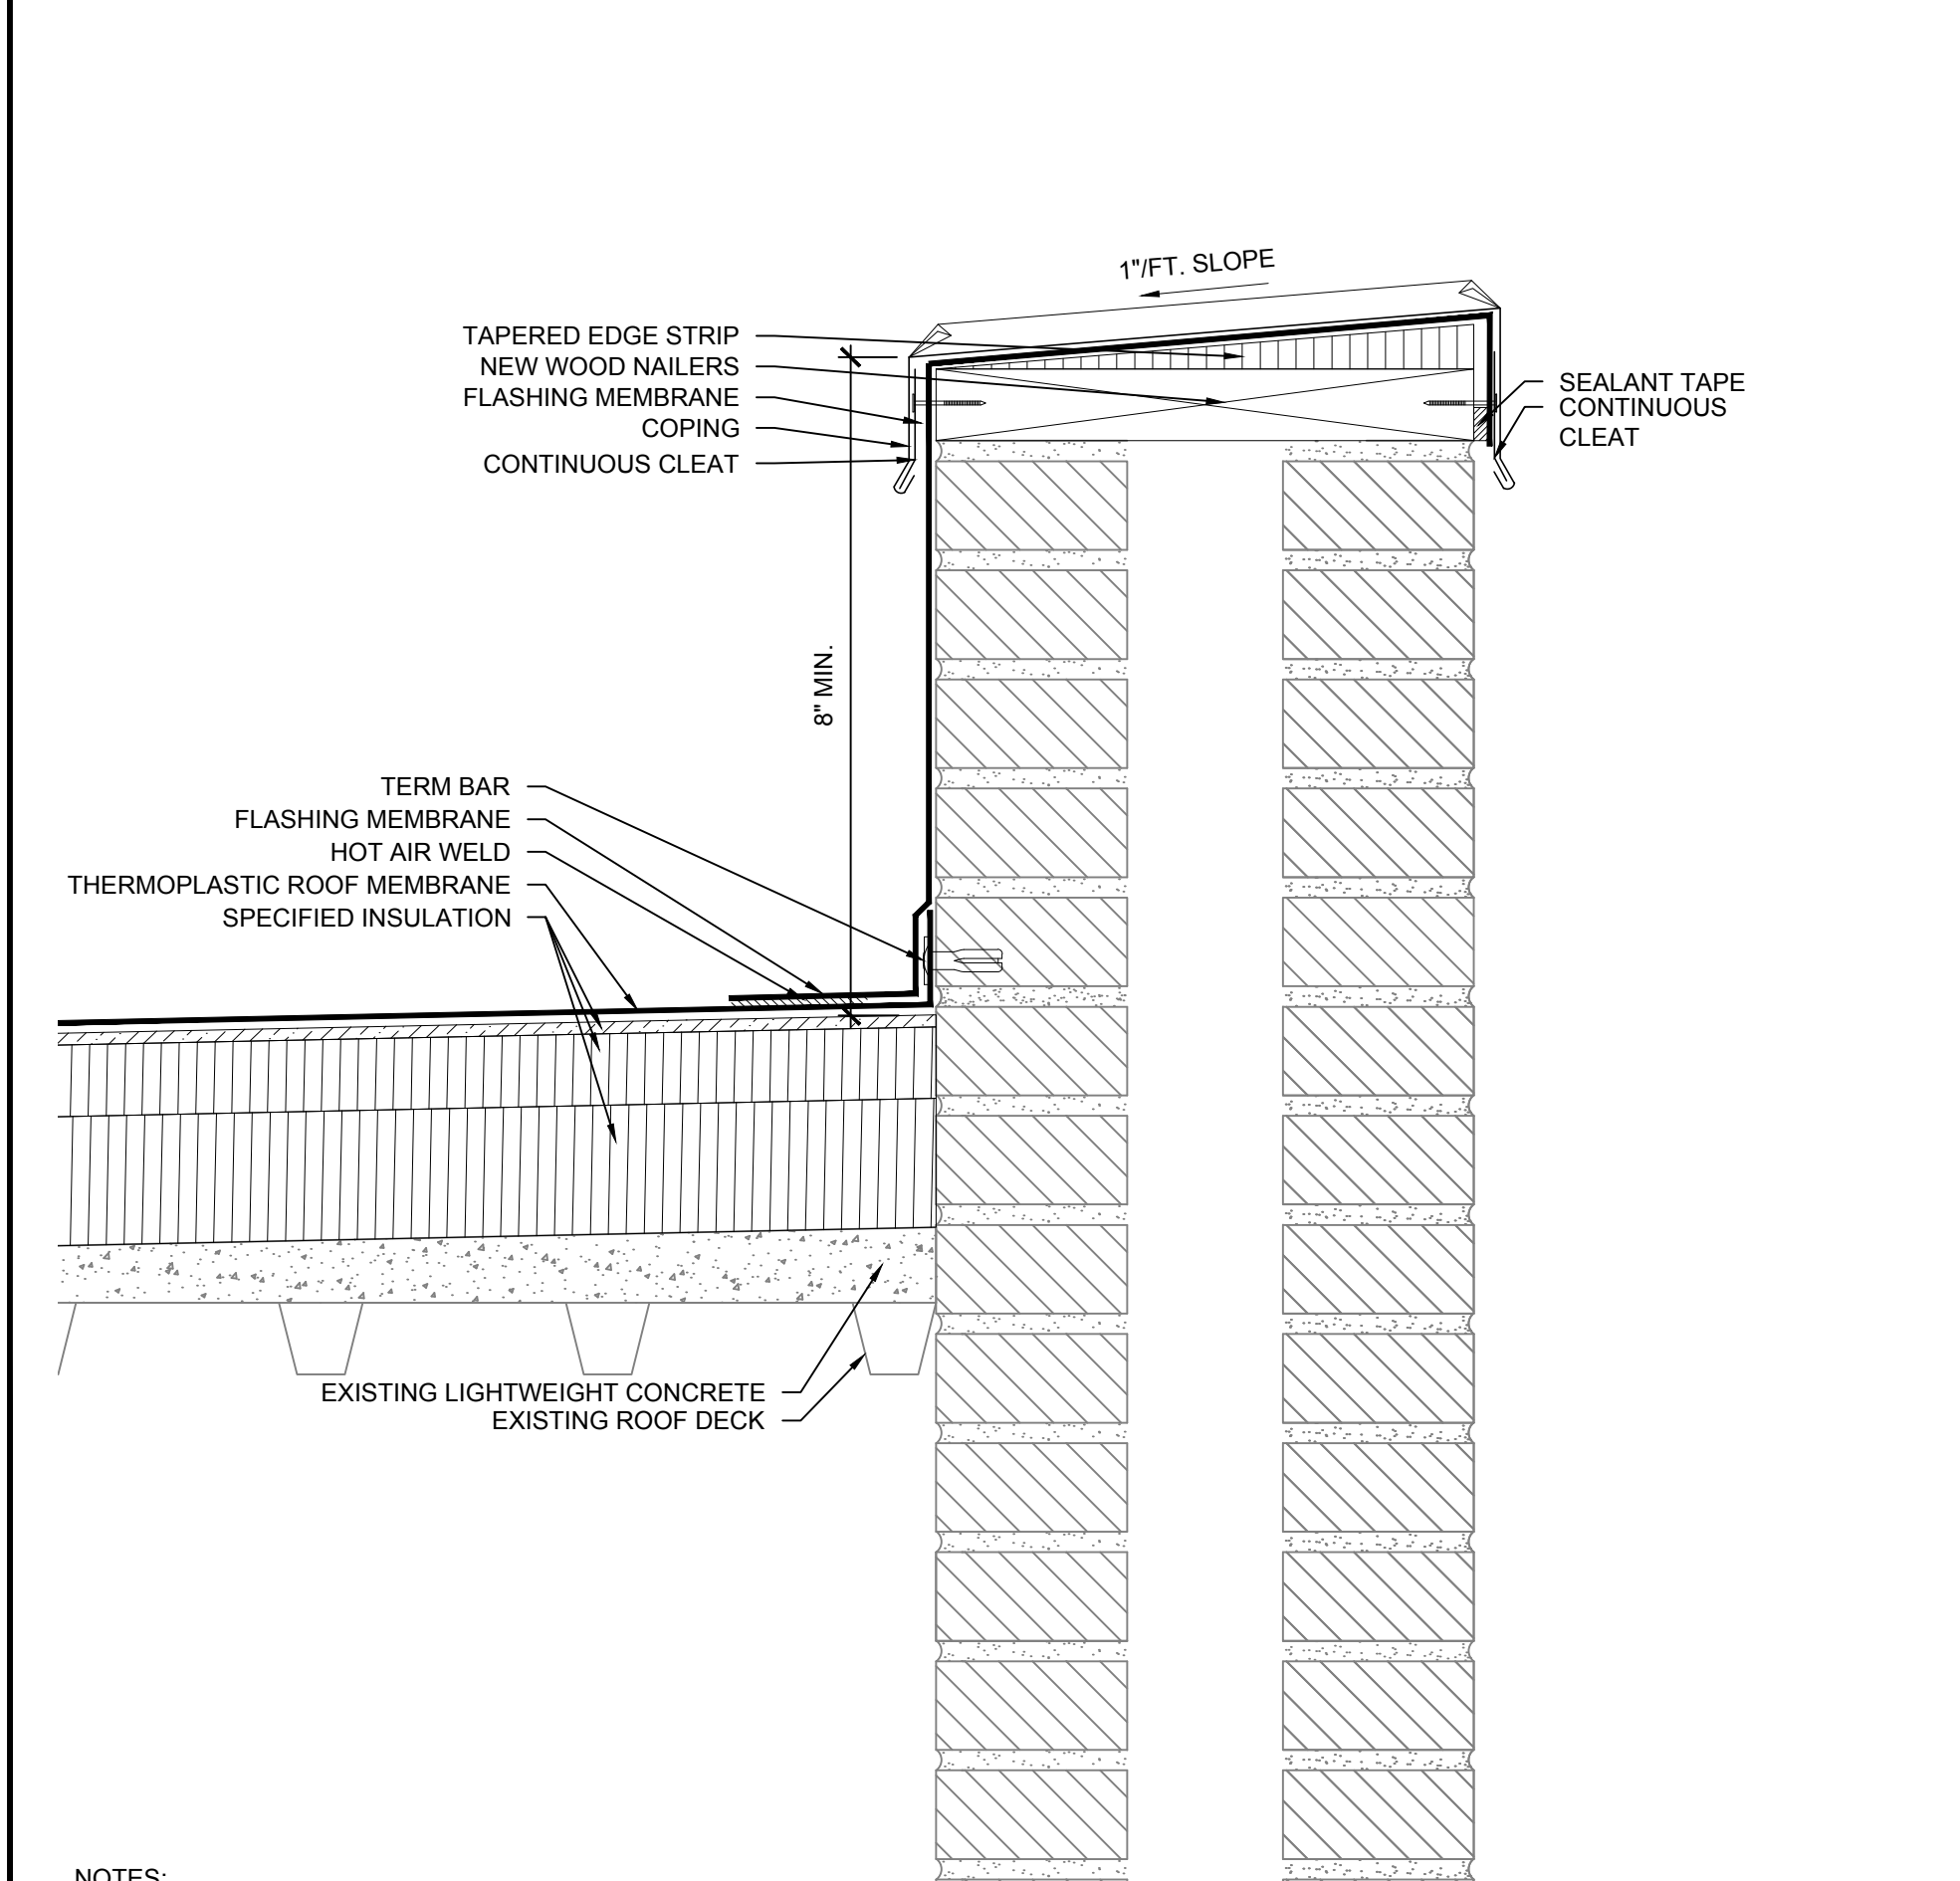 1"/FT. SLOPE
TAPERED EDGE STRIP
NEW WOOD NAILERS
FLASHING MEMBRANE
COPING
CONTINUOUS CLEAT
SEALANT TAPE
CONTINUOUS
CLEAT
8" MIN.
TERM BAR
FLASHING MEMBRANE
HOT AIR WELD
THERMOPLASTIC ROOF MEMBRANE
SPECIFIED INSULATION
EXISTING LIGHTWEIGHT CONCRETE
EXISTING ROOF DECK
NOTES: